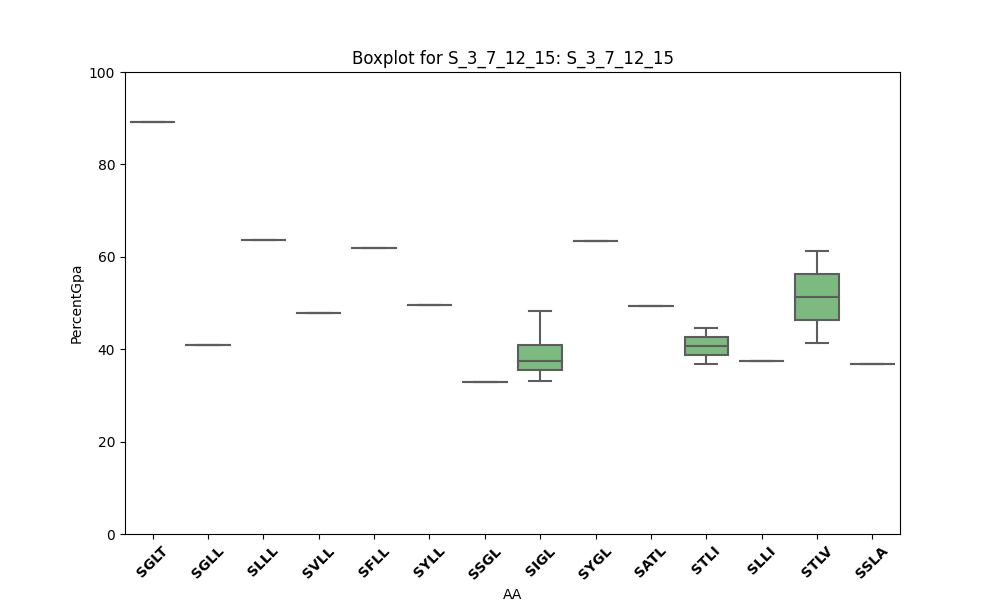 Boxplot for S_3_7_12_15: S_3_7_12_15
100
80
60
40
20
0
PercentGpa
SGLT SGLL SLLL SVLL SFLL SYLL SSGL SIGL SYGL SATL STLI SLLI STLV SSLA
AA